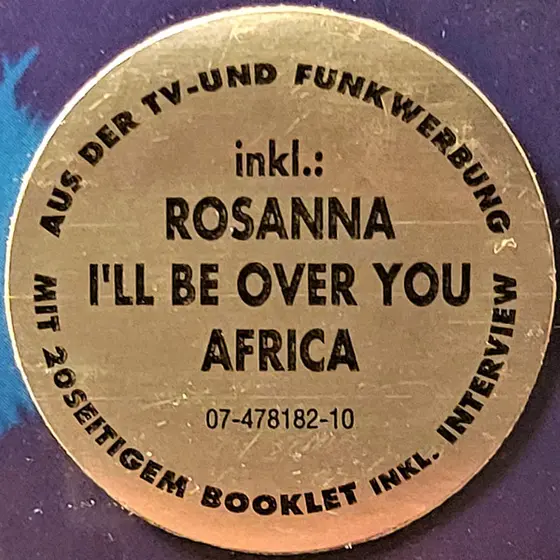 AUS DER TV-UND FUNKWERBUNG
inkl.:
ROSANNA
I'LL BE OVER YOU
AFRICA
07-478182-10
MIT 20SEITIGEM BOOKLET INKL. INTERVIEW